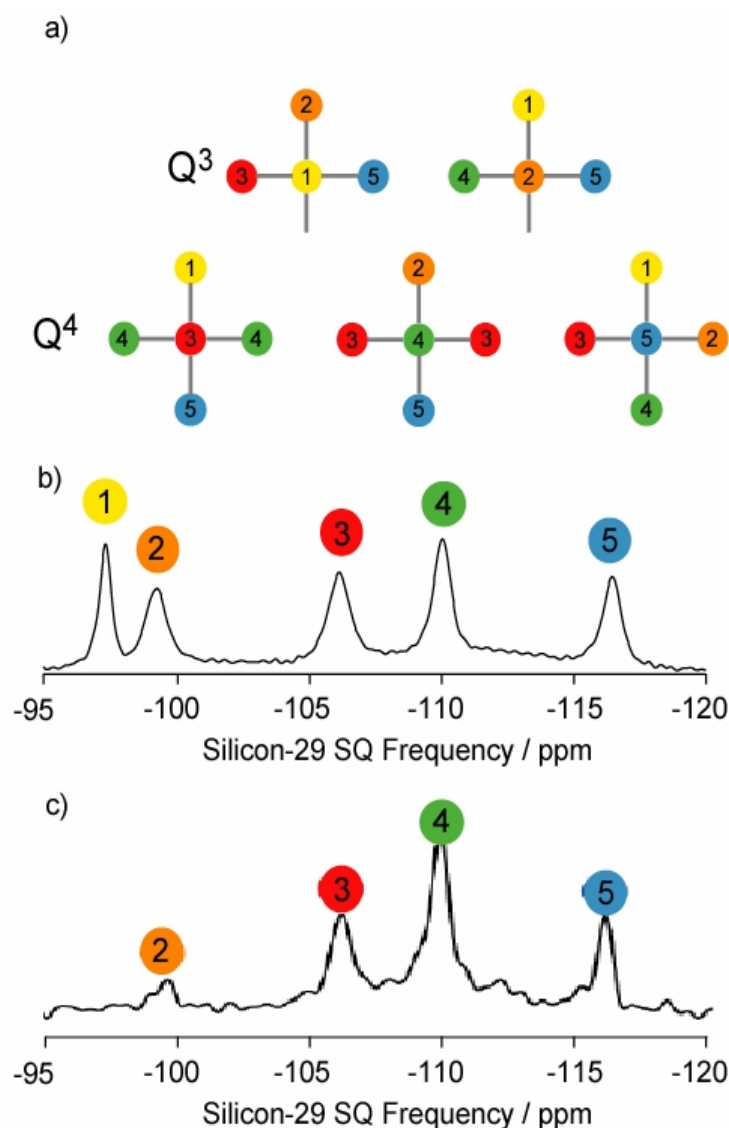 a)
2 1
Q3 3 1 5 4 2 5
1 2 1
Q4 4 3 4 3 4 3 3 5 2
5 5 4
b)
1 2 3 4 5
-95 -100 -105 -110 -115 -120
Silicon-29 SQ Frequency / ppm
c)
2 3 4 5
-95 -100 -105 -110 -115 -120
Silicon-29 SQ Frequency / ppm